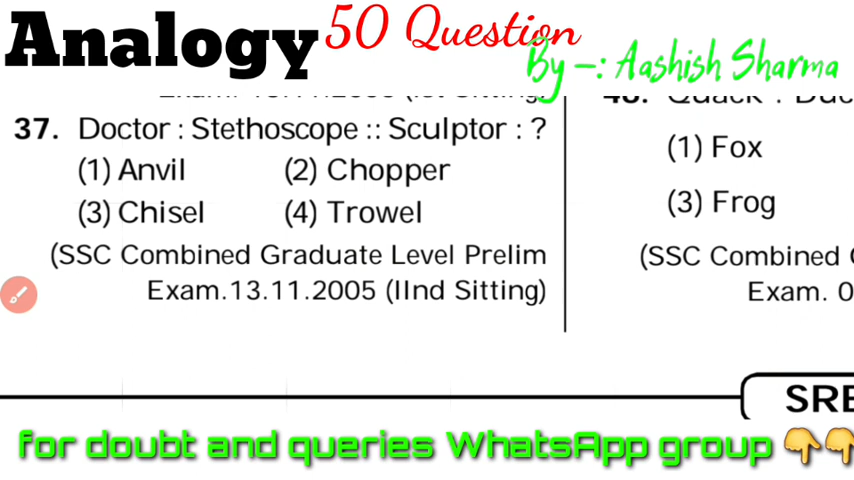 Analogy 50 Question
By -: Aashish Sharma
37. Doctor : Stethoscope :: Sculptor : ?
(1) Anvil (2) Chopper
(3) Chisel (4) Trowel
(SSC Combined Graduate Level Prelim
Exam.13.11.2005 (IInd Sitting)
(1) Fox
(3) Frog
(SSC Combined
Exam. 0
SRE
for doubt and queries WhatsApp group 👇👇